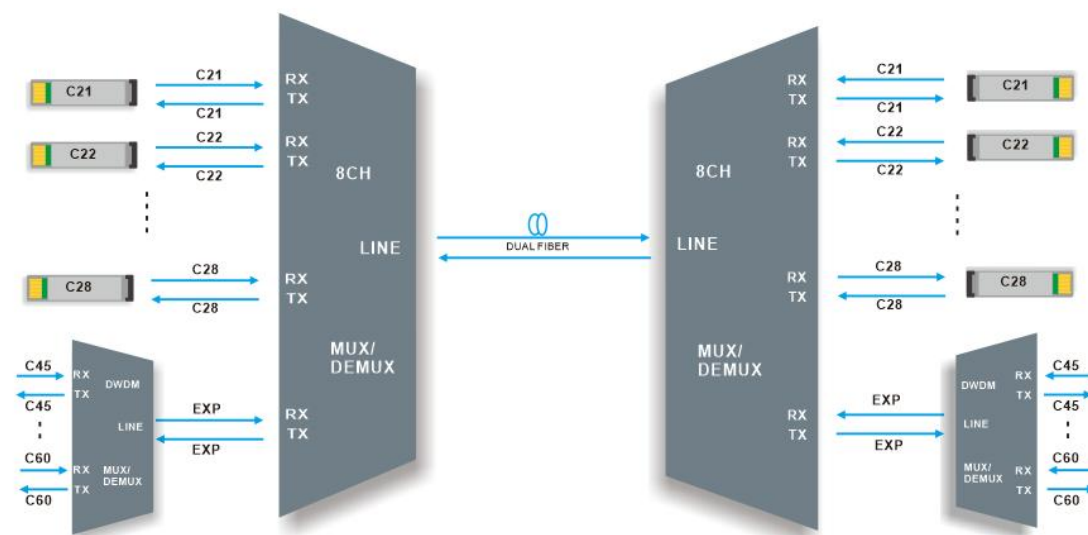 C21
C21
C21
RX
TX
C22
C22
C22
RX
TX
8CH
LINE
C28
C28
C28
RX
TX
MUX/
DEMUX
C45
RX
DWDM
C45
TX
LINE
C60
RX
MUX/
DEMUX
C60
TX
EXP
EXP
RX
TX
DUAL FIBER
RX
TX
C21
C21
C21
RX
TX
C22
C22
C22
8CH
LINE
RX
TX
C28
C28
C28
MUX/
DEMUX
RX
TX
EXP
EXP
DWDM
RX
C45
TX
C45
LINE
MUX/
DEMUX
RX
C60
TX
C60